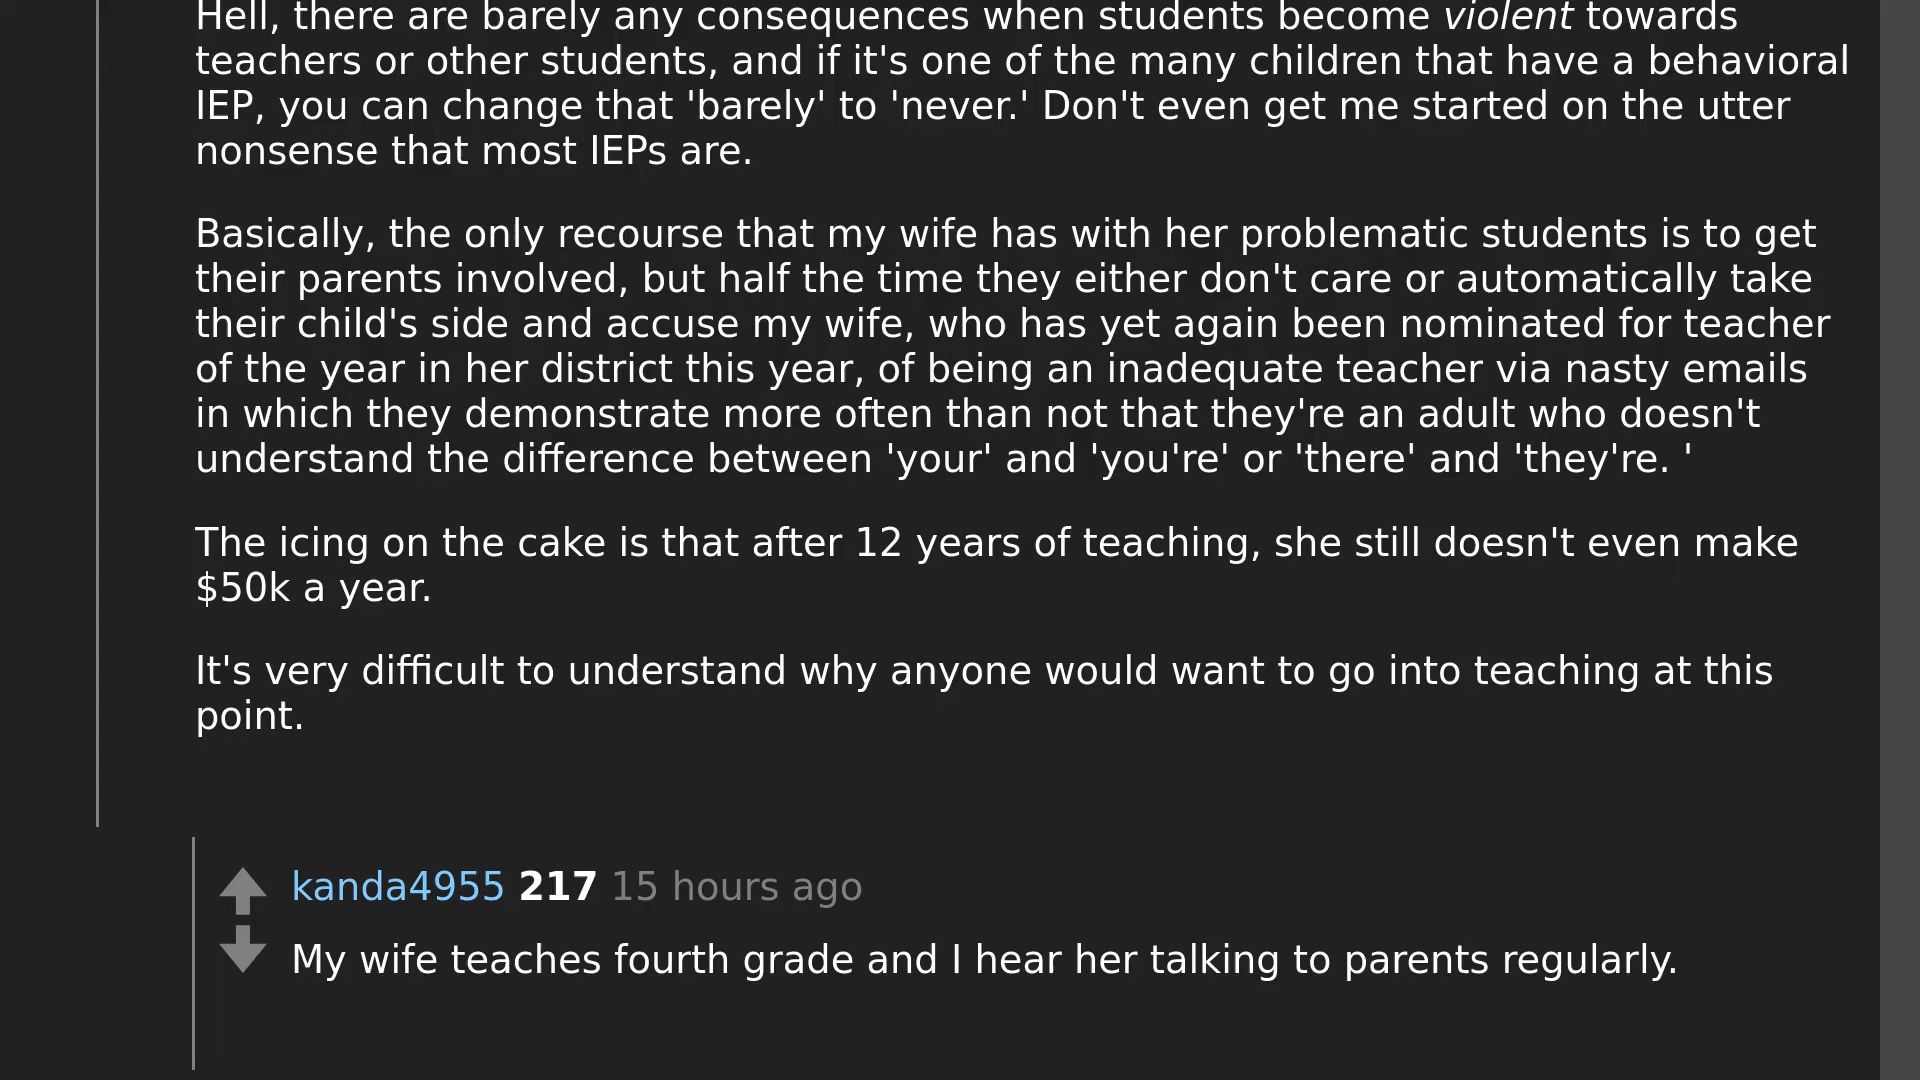 Hell, there are barely any consequences when students become violent towards
teachers or other students, and if it's one of the many children that have a behavioral
IEP, you can change that 'barely' to 'never.' Don't even get me started on the utter
nonsense that most IEPs are.
Basically, the only recourse that my wife has with her problematic students is to get
their parents involved, but half the time they either don't care or automatically take
their child's side and accuse my wife, who has yet again been nominated for teacher
of the year in her district this year, of being an inadequate teacher via nasty emails
in which they demonstrate more often than not that they're an adult who doesn't
understand the difference between 'your' and 'you're' or 'there' and 'they're. '
The icing on the cake is that after 12 years of teaching, she still doesn't even make
$50k a year.
It's very difficult to understand why anyone would want to go into teaching at this
point.
kanda4955 217 15 hours ago
My wife teaches fourth grade and I hear her talking to parents regularly.